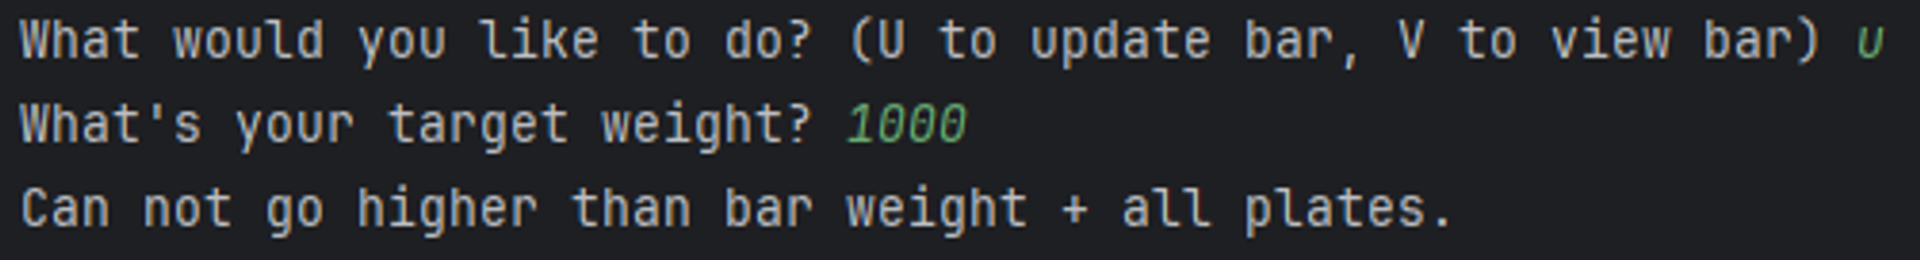 What would you like to do? (U to update bar, V to view bar) u
What's your target weight? 1000
Can not go higher than bar weight + all plates.